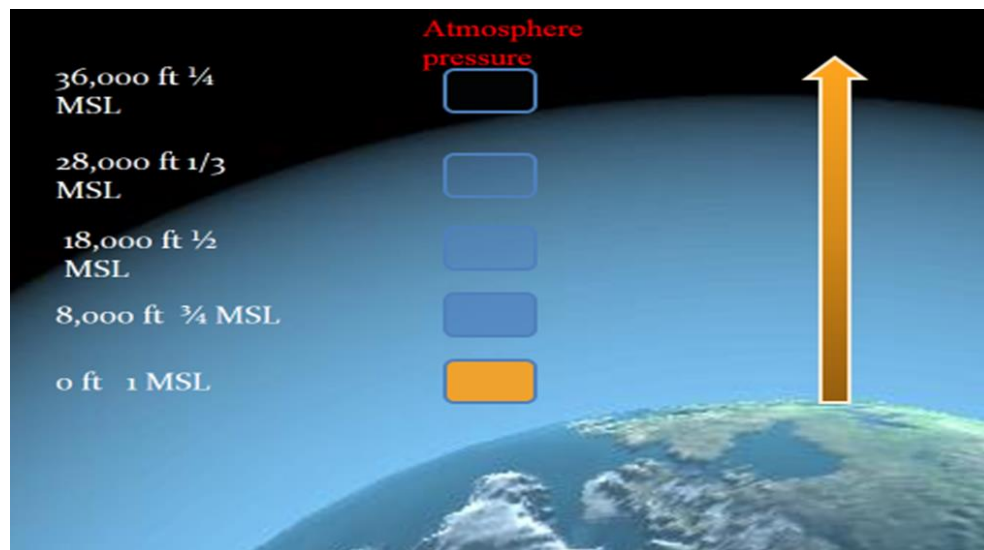 Atmosphere
pressure
36,000 ft ¼
MSL
28,000 ft 1/3
MSL
18,000 ft ½
MSL
8,000 ft ¾ MSL
0 ft 1 MSL